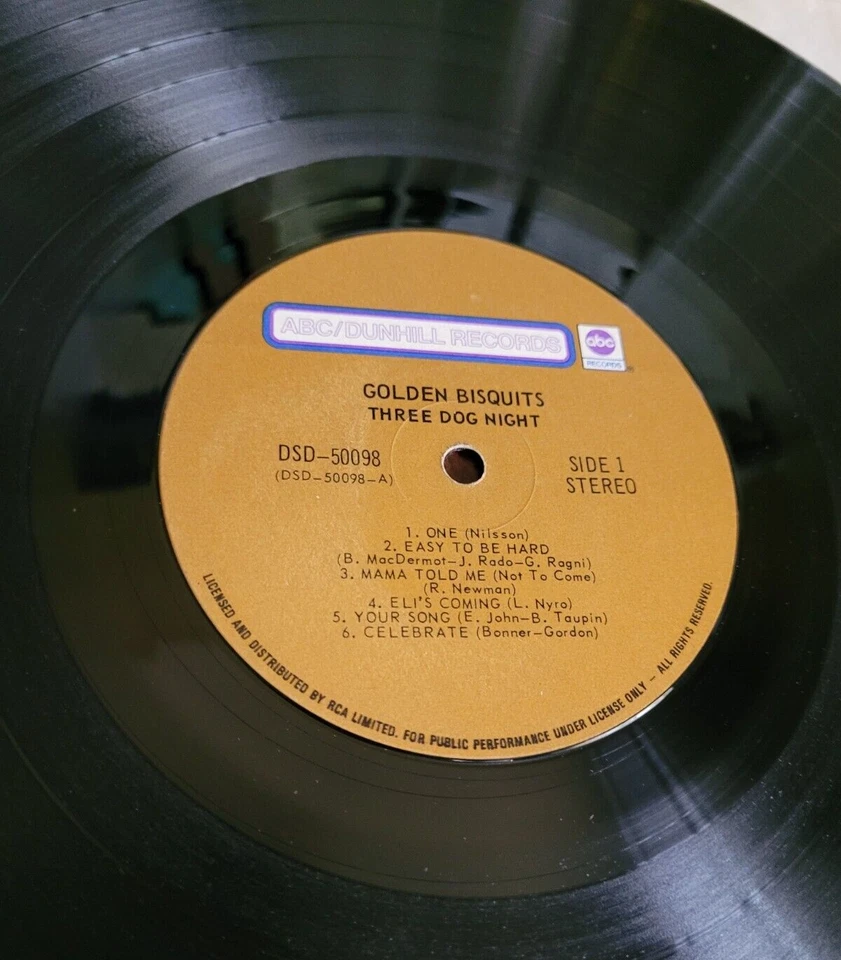 ABC/DUNHILL RECORDS
abc
RECORDS
GOLDEN BISQUITS
THREE DOG NIGHT
DSD-50098
(DSD-50098-A)
SIDE 1
STEREO
1. ONE (Nilsson)
2. EASY TO BE HARD
(B. MacDermot-J. Rado-G. Ragni)
3. MAMA TOLD ME (Not To Come)
(R. Newman)
4. ELI'S COMING (L. Nyro)
5. YOUR SONG (E. John-B. Taupin)
6. CELEBRATE (Bonner-Gordon)
LICENSED AND DISTRIBUTED BY RCA LIMITED. FOR PUBLIC PERFORMANCE UNDER LICENSE ONLY - ALL RIGHTS RESERVED.